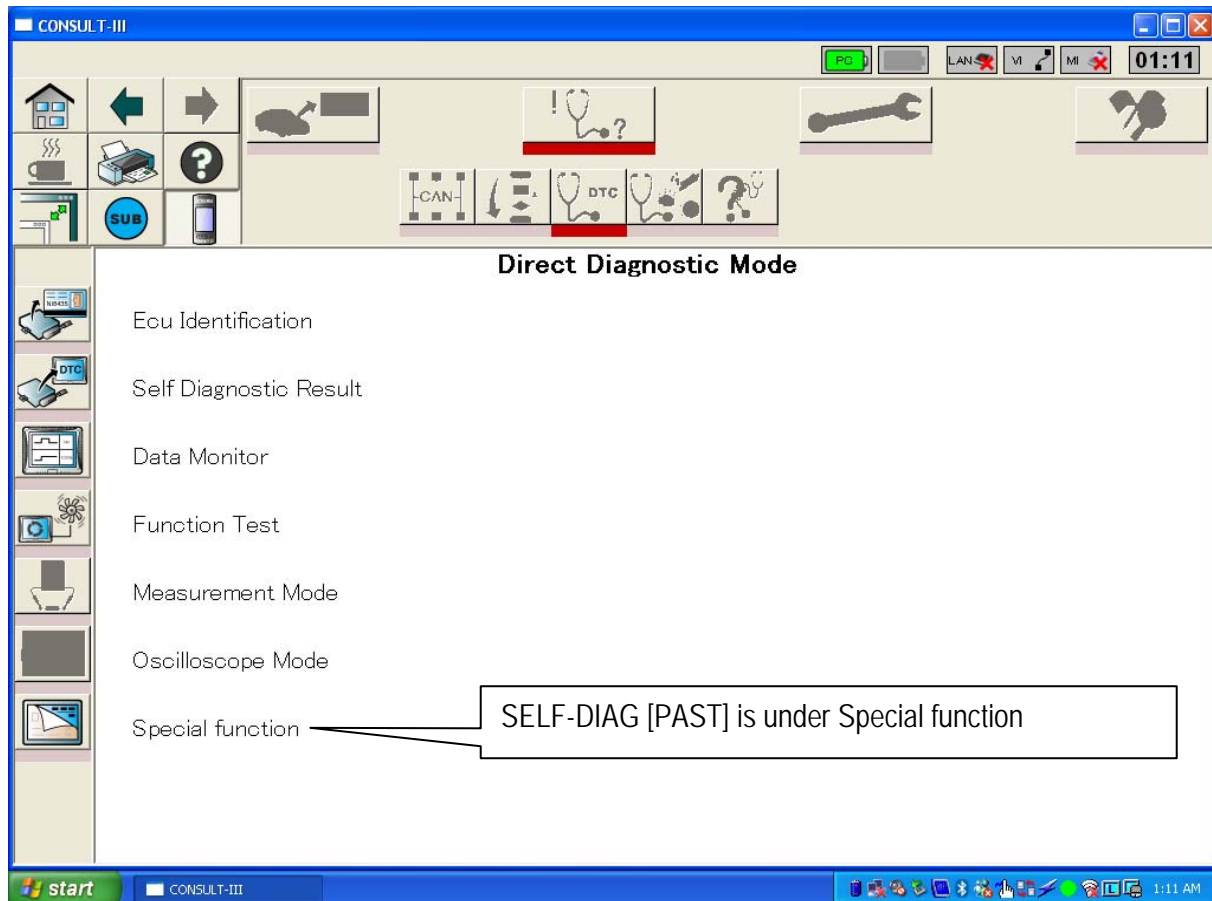 CONSULT-III
PC
LAN
VI
MI
01:11
!
?
?
SUB
-CAN-
DTC
?
Direct Diagnostic Mode
Ecu Identification
DTC
Self Diagnostic Result
Data Monitor
Function Test
Measurement Mode
Oscilloscope Mode
Special function
SELF-DIAG [PAST] is under Special function
start
CONSULT-III
L
1:11 AM